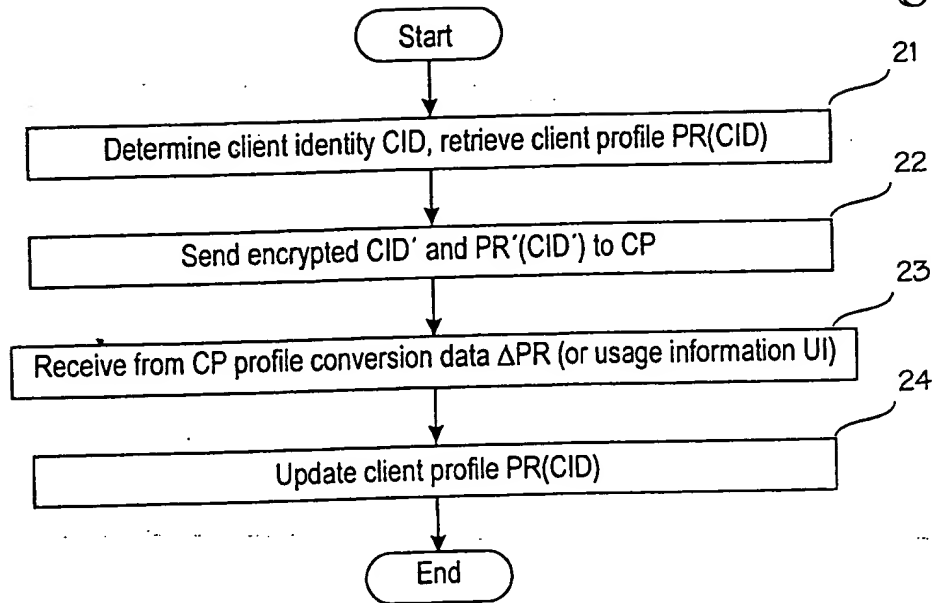 Start
21
Determine client identity CID, retrieve client profile PR(CID)
22
Send encrypted CID´ and PR´(CID´) to CP
23
Receive from CP profile conversion data ΔPR (or usage information UI)
24
Update client profile PR(CID)
End